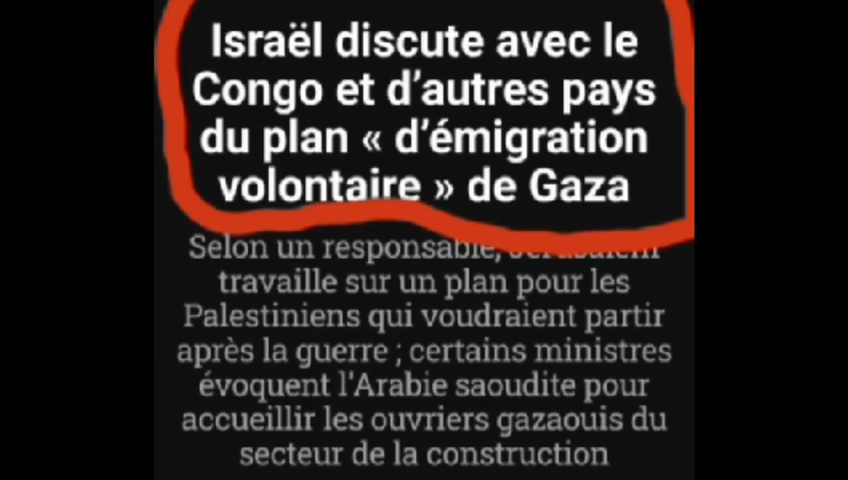 Israël discute avec le
Congo et d’autres pays
du plan « d’émigration
volontaire » de Gaza
Selon un responsable, Jérusalem
travaille sur un plan pour les
Palestiniens qui voudraient partir
après la guerre ; certains ministres
évoquent l'Arabie saoudite pour
accueillir les ouvriers gazaouis du
secteur de la construction